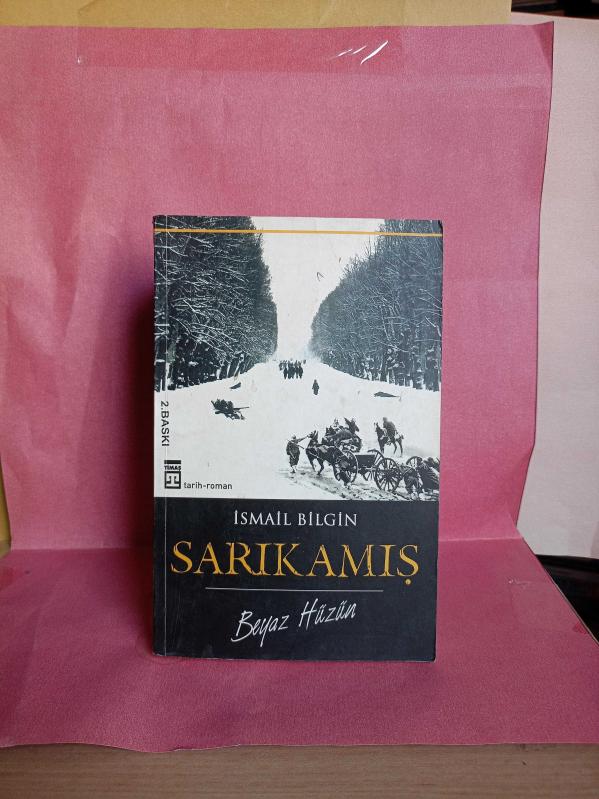 2.BASKI
TİMAŞ
tarih-roman
İSMAİL BİLGİN
SARIKAMIŞ
Beyaz Hüzün